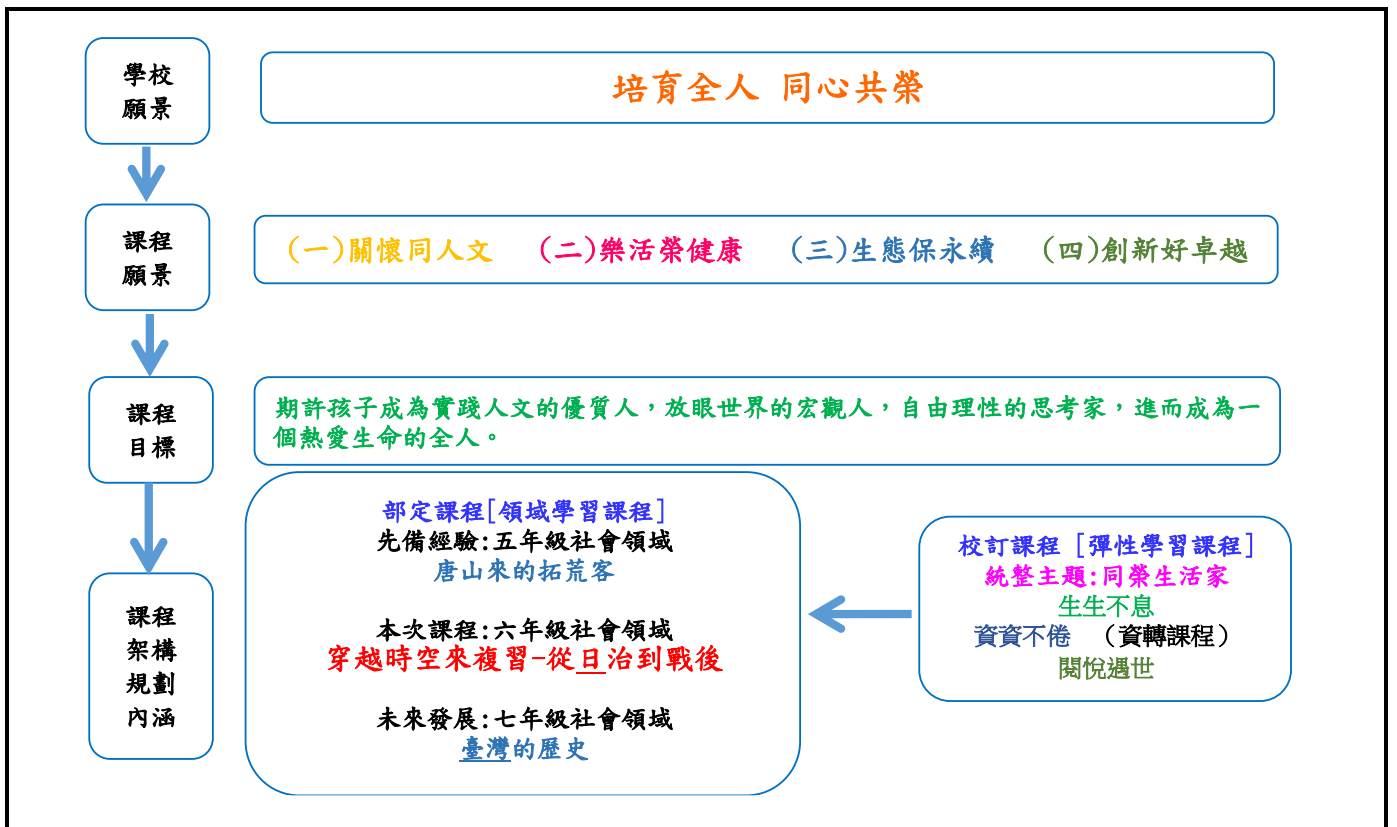 學校
願景
培育全人 同心共榮
課程
願景
(一)關懷同人文 (二)樂活榮健康 (三)生態保永續 (四)創新好卓越
課程
目標
期許孩子成為實踐人文的優質人，放眼世界的宏觀人，自由理性的思考家，進而成為一
個熱愛生命的全人。
課程
架構
規劃
內涵
部定課程[領域學習課程]
先備經驗:五年級社會領域
唐山來的拓荒客
本次課程:六年級社會領域
穿越時空來複習-從日治到戰後
未來發展:七年級社會領域
臺灣的歷史
校訂課程 [彈性學習課程]
統整主題:同榮生活家
生生不息
資資不倦 （資轉課程）
閱悅遇世